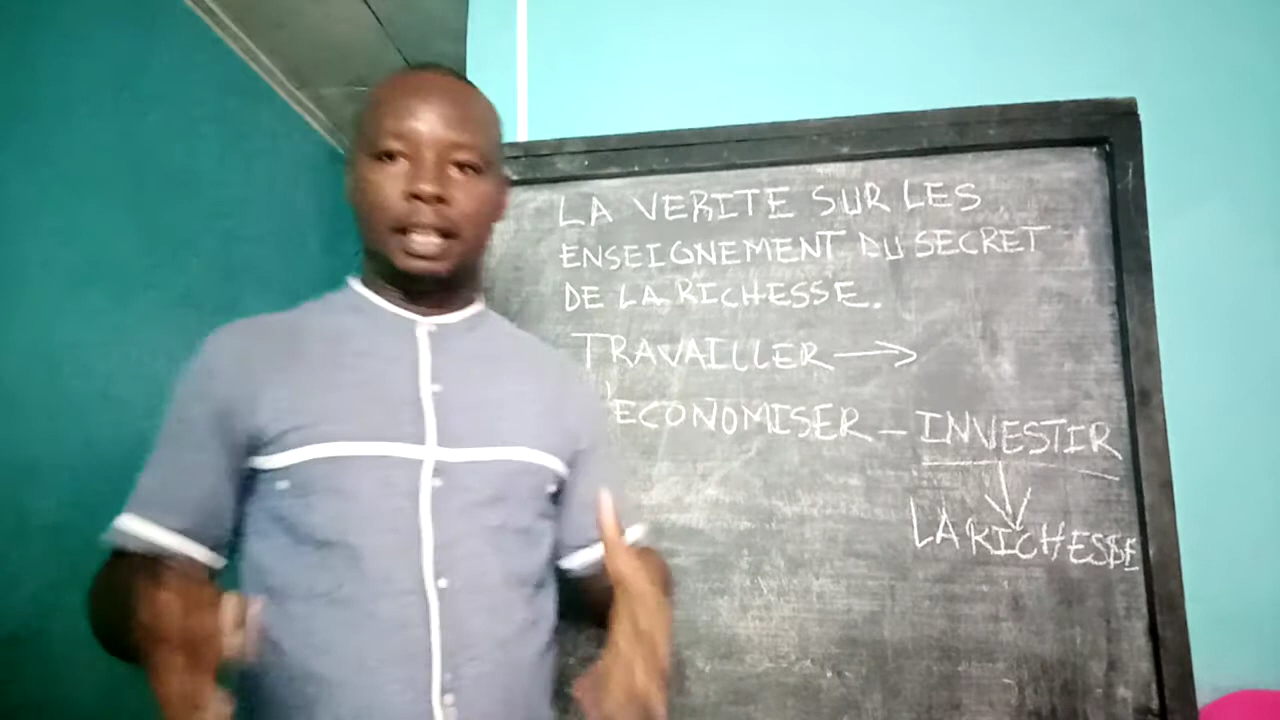 LA VERITE SUR LES
ENSEIGNEMENT DU SECRET
DE LA RICHESSE.
TRAVAILLER →
ECONOMISER - INVESTIR
LA RICHESSE